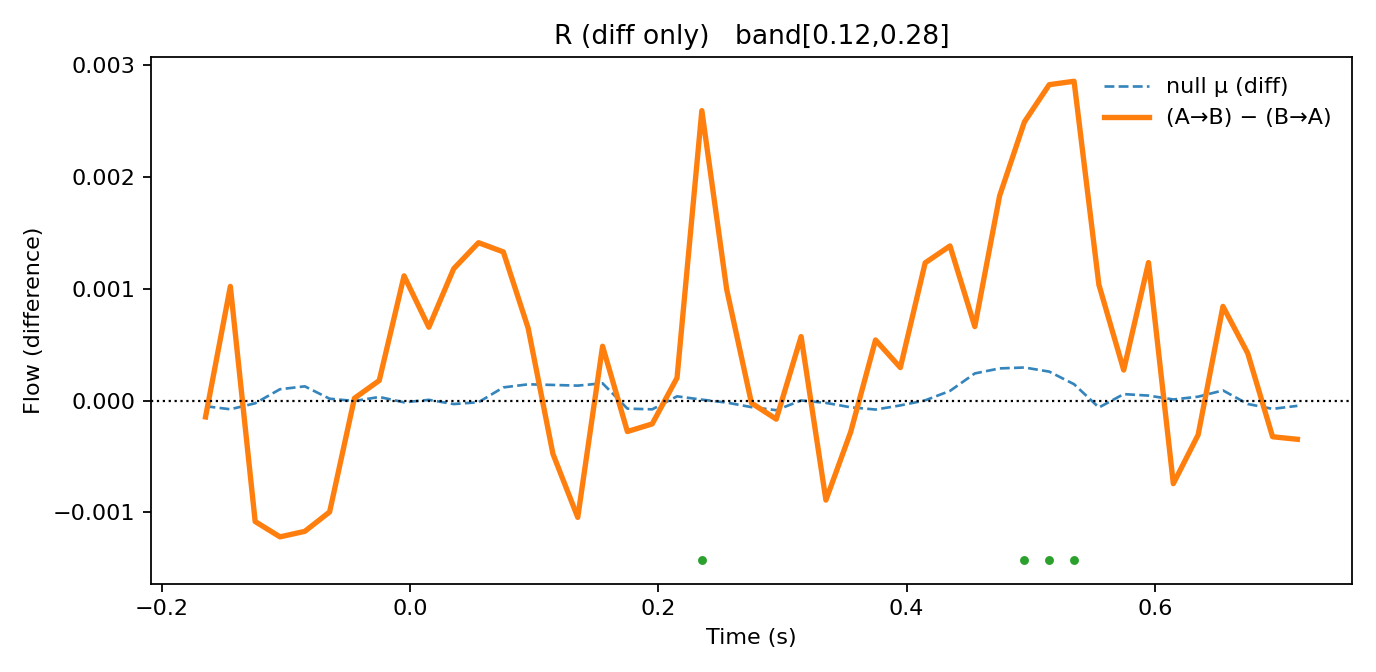 R (diff only)   band[0.12,0.28]
null μ (diff)
(A→B) − (B→A)
Flow (difference)
0.003
0.002
0.001
0.000
−0.001
−0.2
0.0
0.2
0.4
0.6
Time (s)